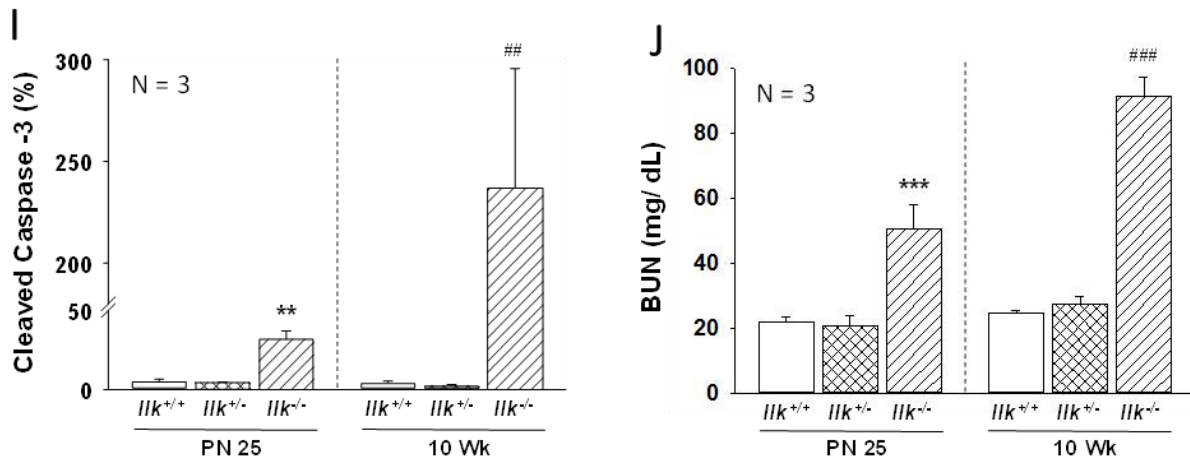 I
Cleaved Caspase -3 (%)
300
250
200
50
0
N = 3
**
##
Ilk+/+ Ilk+/- Ilk-/- Ilk+/+ Ilk+/- Ilk-/-
PN 25 10 Wk
J
BUN (mg/ dL)
100
80
60
40
20
0
N = 3
***
###
Ilk+/+ Ilk+/- Ilk-/- Ilk+/+ Ilk+/- Ilk-/-
PN 25 10 Wk